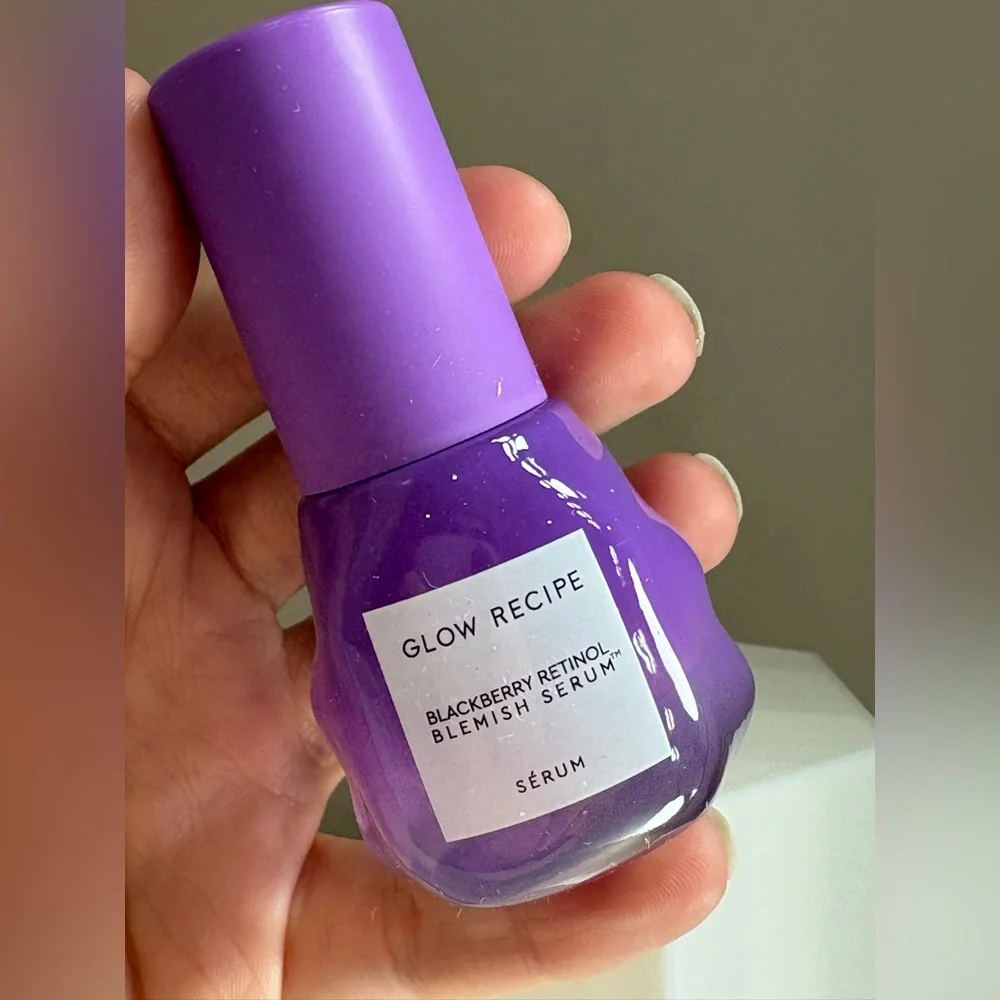 GLOW RECIPE
BLACKBERRY RETINOL
BLEMISH SERUM™
SÉRUM